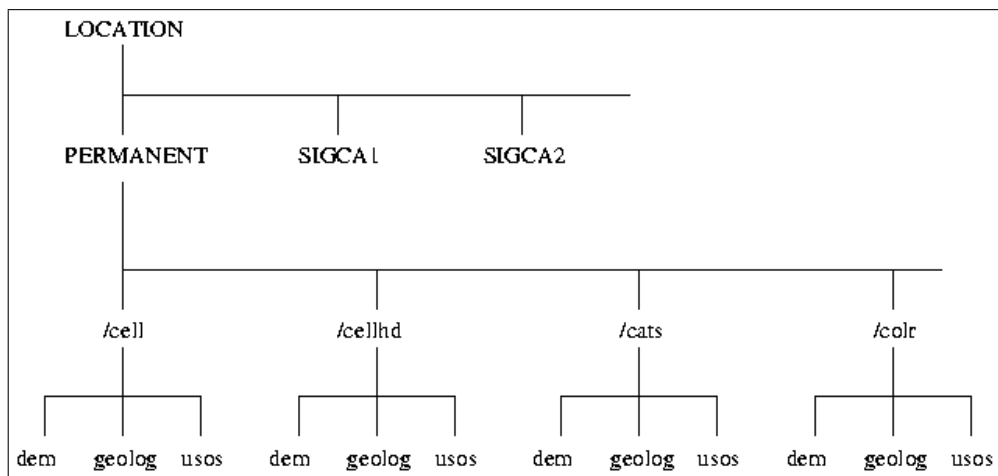 LOCATION
PERMANENT SIGCA1 SIGCA2
/cell /cellhd /cats /colr
dem geolog usos dem geolog usos dem geolog usos dem geolog usos